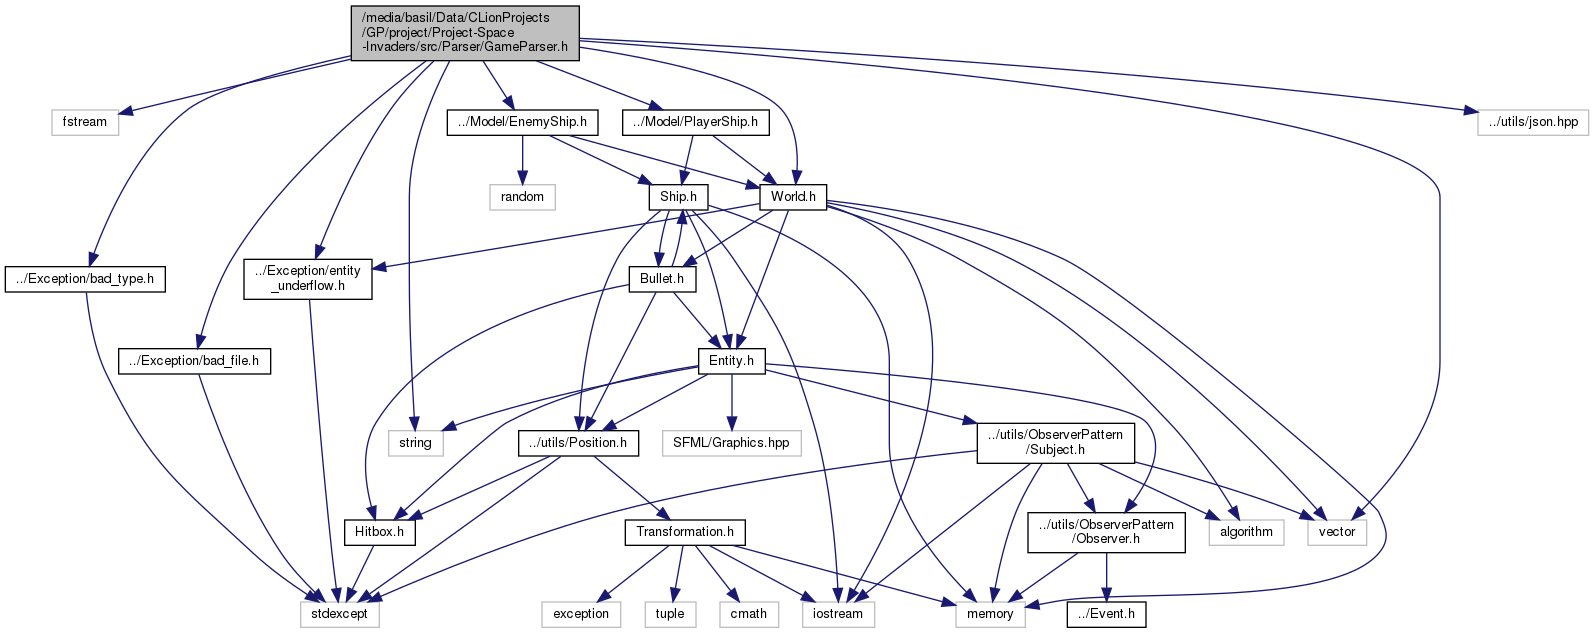 /media/basil/Data/CLionProjects
/GP/project/Project-Space
-Invaders/src/Parser/GameParser.h
fstream
../Model/EnemyShip.h
../Model/PlayerShip.h
../utils/json.hpp
random
Ship.h
World.h
../Exception/bad_type.h
../Exception/entity
_underflow.h
Bullet.h
../Exception/bad_file.h
Entity.h
string
../utils/Position.h
SFML/Graphics.hpp
../utils/ObserverPattern
/Subject.h
Hitbox.h
Transformation.h
../utils/ObserverPattern
/Observer.h
algorithm
vector
stdexcept
exception
tuple
cmath
iostream
memory
../Event.h